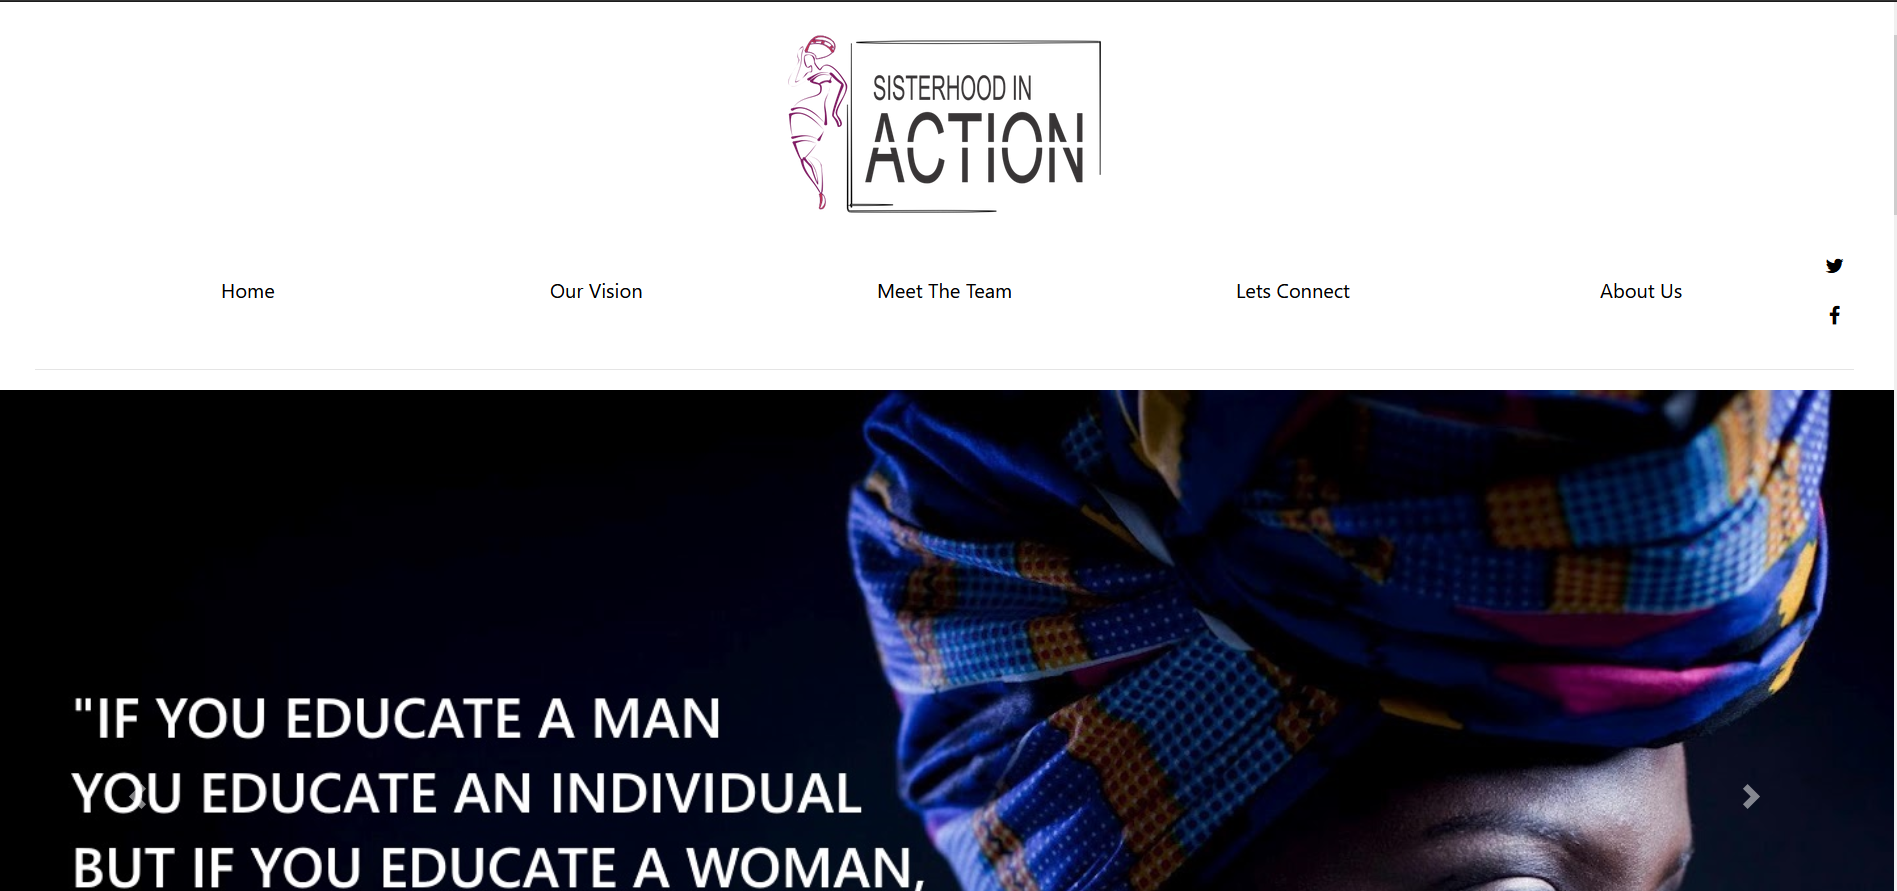 SISTERHOOD IN
ACTION
Home
Our Vision
Meet The Team
Lets Connect
About Us
"IF YOU EDUCATE A MAN
YOU EDUCATE AN INDIVIDUAL
BUT IF YOU EDUCATE A WOMAN,